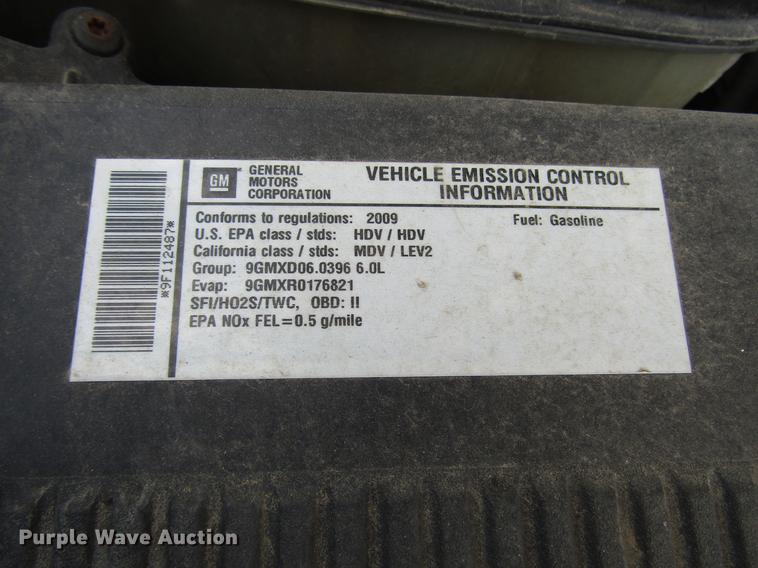 *9F112487*
GM
GENERAL
MOTORS
CORPORATION
VEHICLE EMISSION CONTROL
INFORMATION
Conforms to regulations: 2009 Fuel: Gasoline
U.S. EPA class / stds: HDV / HDV
California class / stds: MDV / LEV2
Group: 9GMXD06.0396 6.0L
Evap: 9GMXR0176821
SFI/HO2S/TWC, OBD: II
EPA NOx FEL=0.5 g/mile
Purple Wave Auction